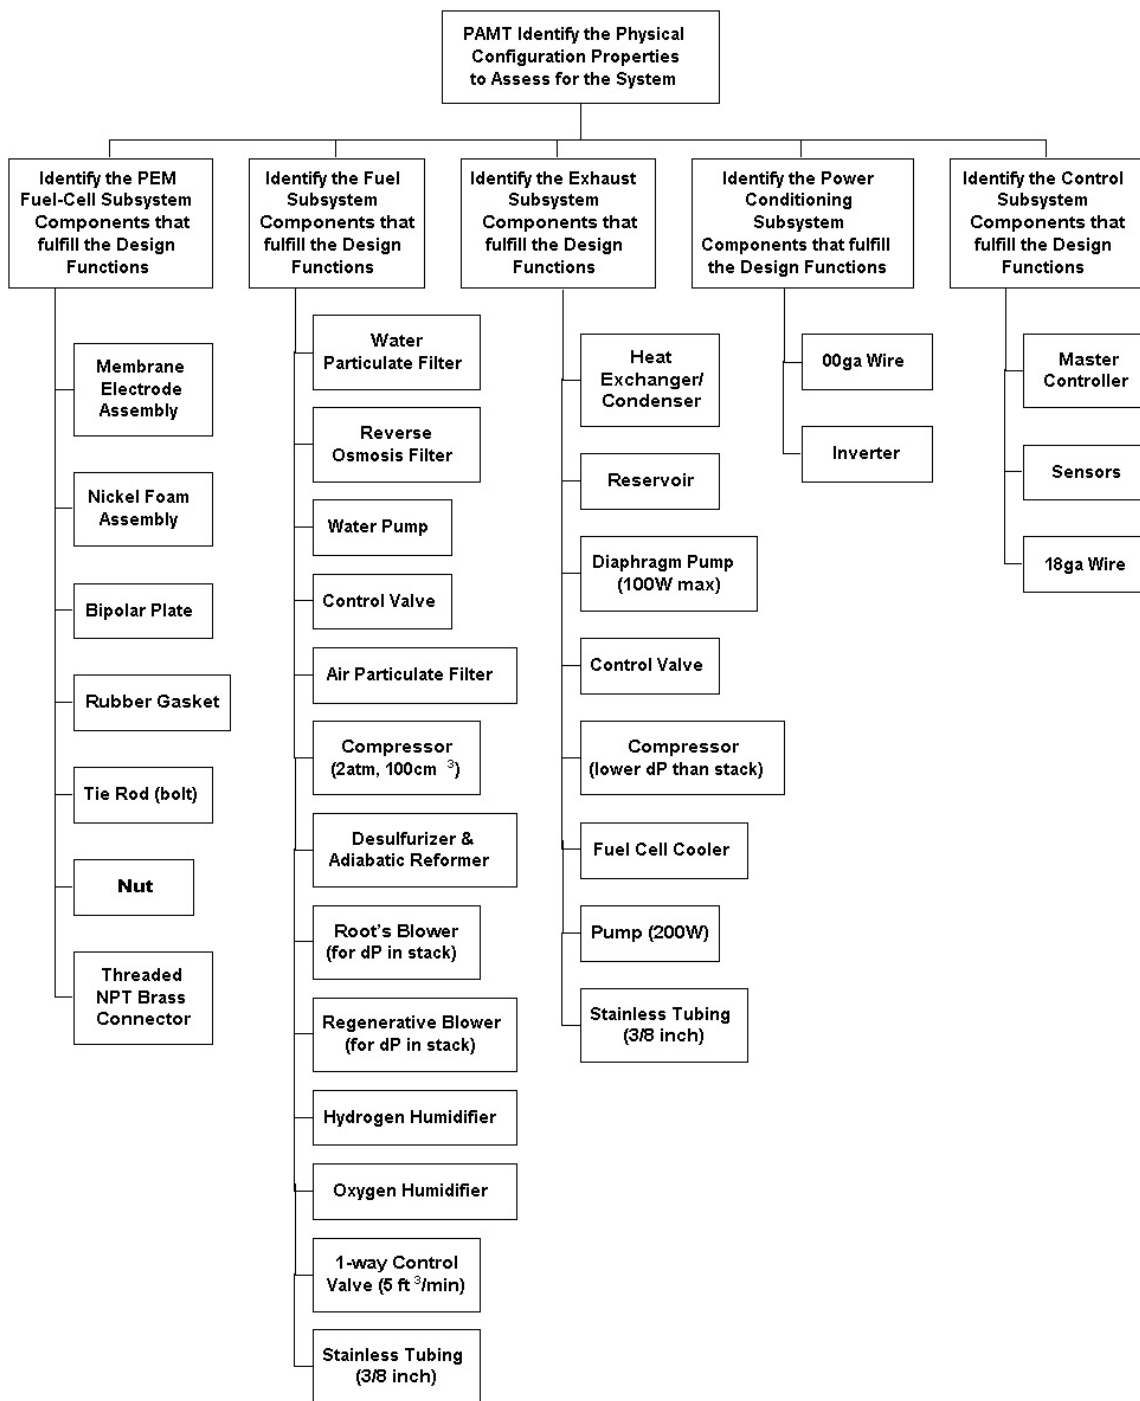 PAMT Identify the Physical
Configuration Properties
to Assess for the System
Identify the PEM
Fuel-Cell Subsystem
Components that
fulfill the Design
Functions
Membrane
Electrode
Assembly
Nickel Foam
Assembly
Bipolar Plate
Rubber Gasket
Tie Rod (bolt)
Nut
Threaded
NPT Brass
Connector
Identify the Fuel
Subsystem
Components that
fulfill the Design
Functions
Water
Particulate Filter
Reverse
Osmosis Filter
Water Pump
Control Valve
Air Particulate Filter
Compressor
(2atm, 100cm ³)
Desulfurizer &
Adiabatic Reformer
Root's Blower
(for dP in stack)
Regenerative Blower
(for dP in stack)
Hydrogen Humidifier
Oxygen Humidifier
1-way Control
Valve (5 ft ³/min)
Stainless Tubing
(3/8 inch)
Identify the Exhaust
Subsystem
Components that
fulfill the Design
Functions
Heat
Exchanger/
Condenser
Reservoir
Diaphragm Pump
(100W max)
Control Valve
Compressor
(lower dP than stack)
Fuel Cell Cooler
Pump (200W)
Stainless Tubing
(3/8 inch)
Identify the Power
Conditioning
Subsystem
Components that fulfill
the Design Functions
00ga Wire
Inverter
Identify the Control
Subsystem
Components that
fulfill the Design
Functions
Master
Controller
Sensors
18ga Wire